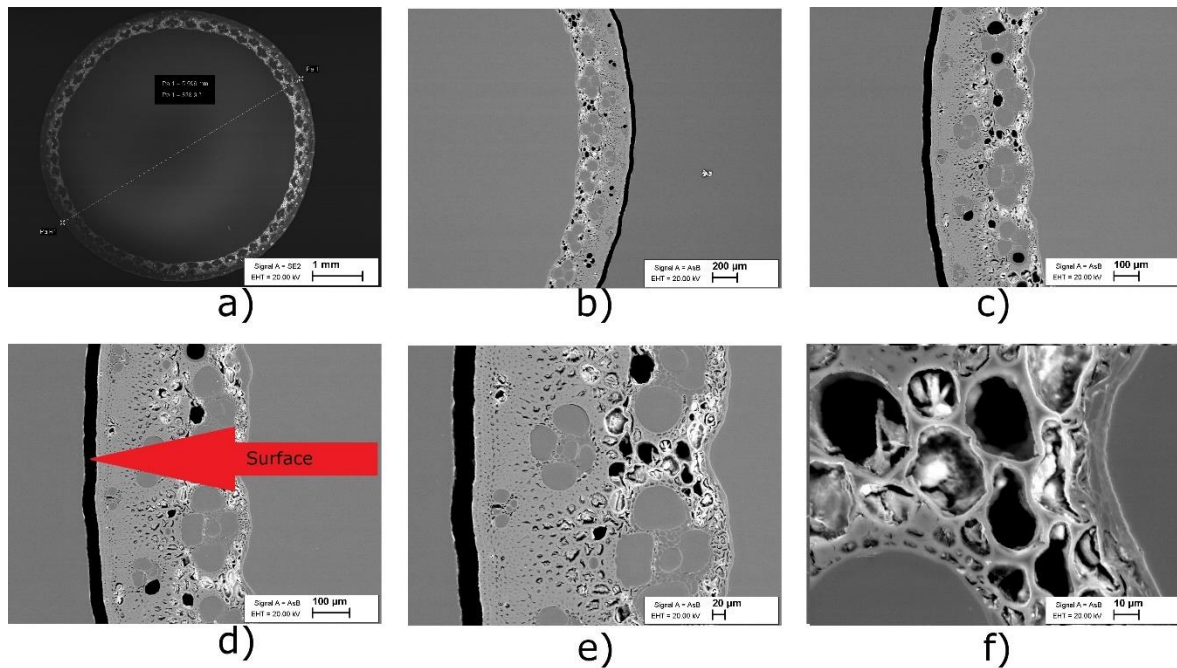 1 mm
Signal A = SE2
EHT = 20.00 kV
a)
200 µm
Signal A = AsB
EHT = 20.00 kV
b)
100 µm
Signal A = AsB
EHT = 20.00 kV
c)
Surface
100 µm
Signal A = AsB
EHT = 20.00 kV
d)
20 µm
Signal A = AsB
EHT = 20.00 kV
e)
10 µm
Signal A = AsB
EHT = 20.00 kV
f)